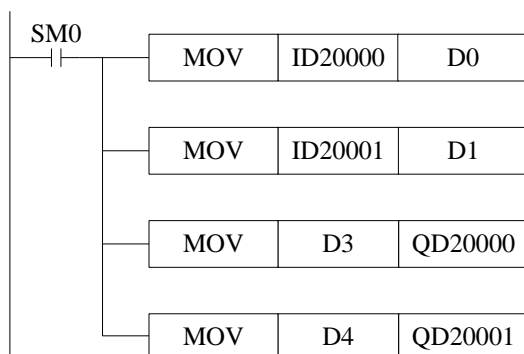 SM0
MOV ID20000 D0
MOV ID20001 D1
MOV D3 QD20000
MOV D4 QD20001